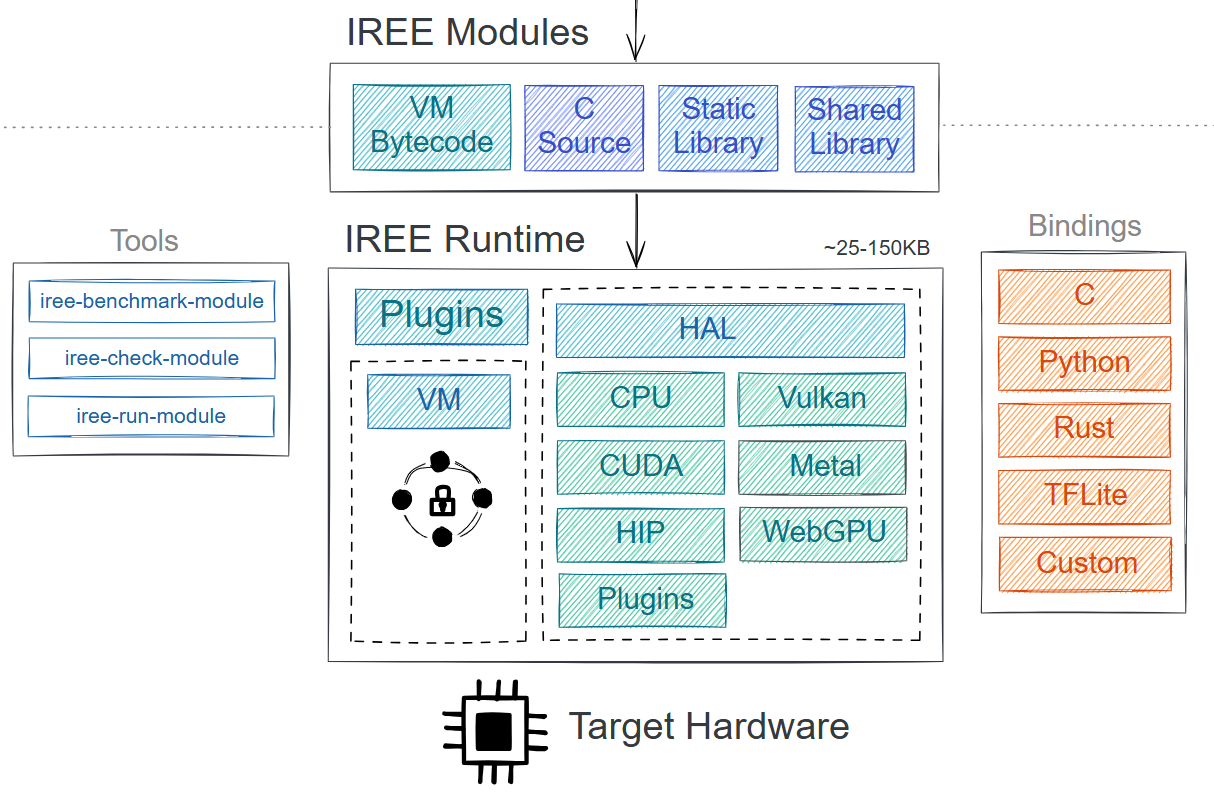 IREE Modules
VM
Bytecode
C
Source
Static
Library
Shared
Library
IREE Runtime
~25-150KB
Tools
iree-benchmark-module
iree-check-module
iree-run-module
Plugins
VM
HAL
CPU
Vulkan
CUDA
Metal
HIP
WebGPU
Plugins
Bindings
C
Python
Rust
TFLite
Custom
Target Hardware